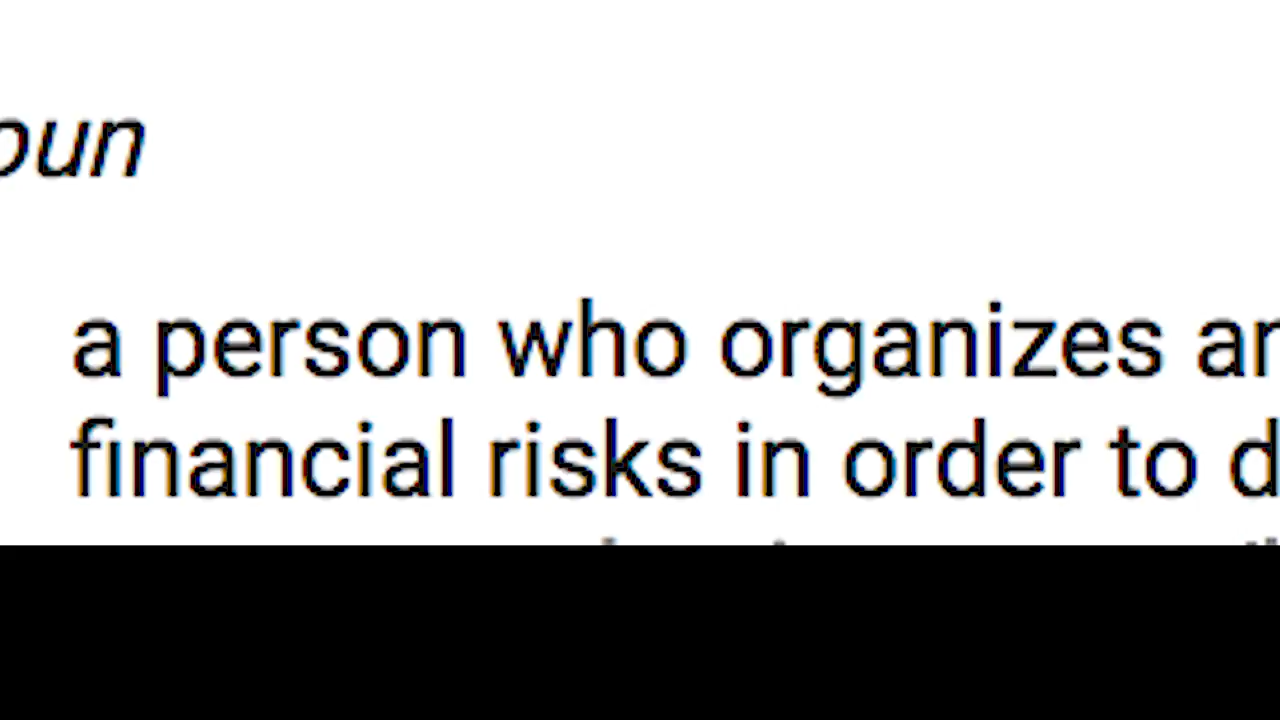 oun
a person who organizes an
financial risks in order to d